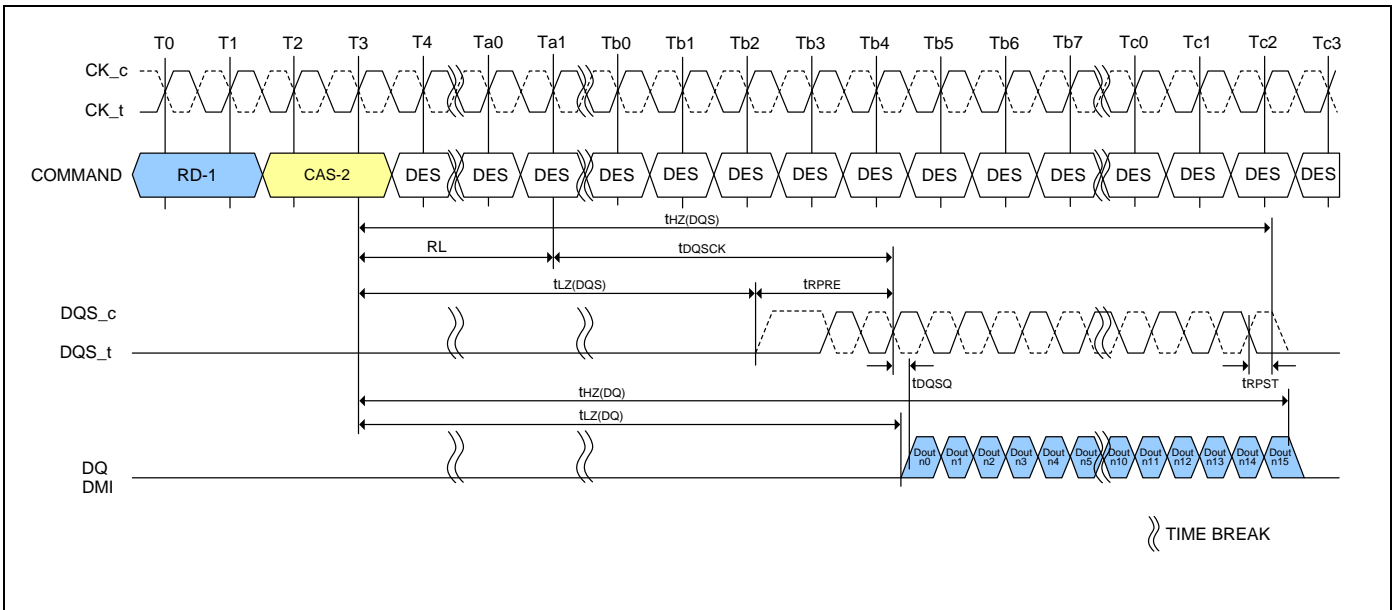 T0 T1 T2 T3 T4 Ta0 Ta1 Tb0 Tb1 Tb2 Tb3 Tb4 Tb5 Tb6 Tb7 Tc0 Tc1 Tc2 Tc3
CK_c
CK_t
COMMAND RD-1 CAS-2 DES DES DES DES DES DES DES DES DES DES DES DES DES DES DES
tHZ(DQS)
RL tDQSCK
tLZ(DQS) tRPRE
DQS_c
DQS_t
tDQSQ tRPST
tHZ(DQ)
tLZ(DQ)
Dout Dout Dout Dout Dout Dout Dout Dout Dout Dout Dout Dout
n0 n1 n2 n3 n4 n5 n10 n11 n12 n13 n14 n15
DQ
DMI
TIME BREAK